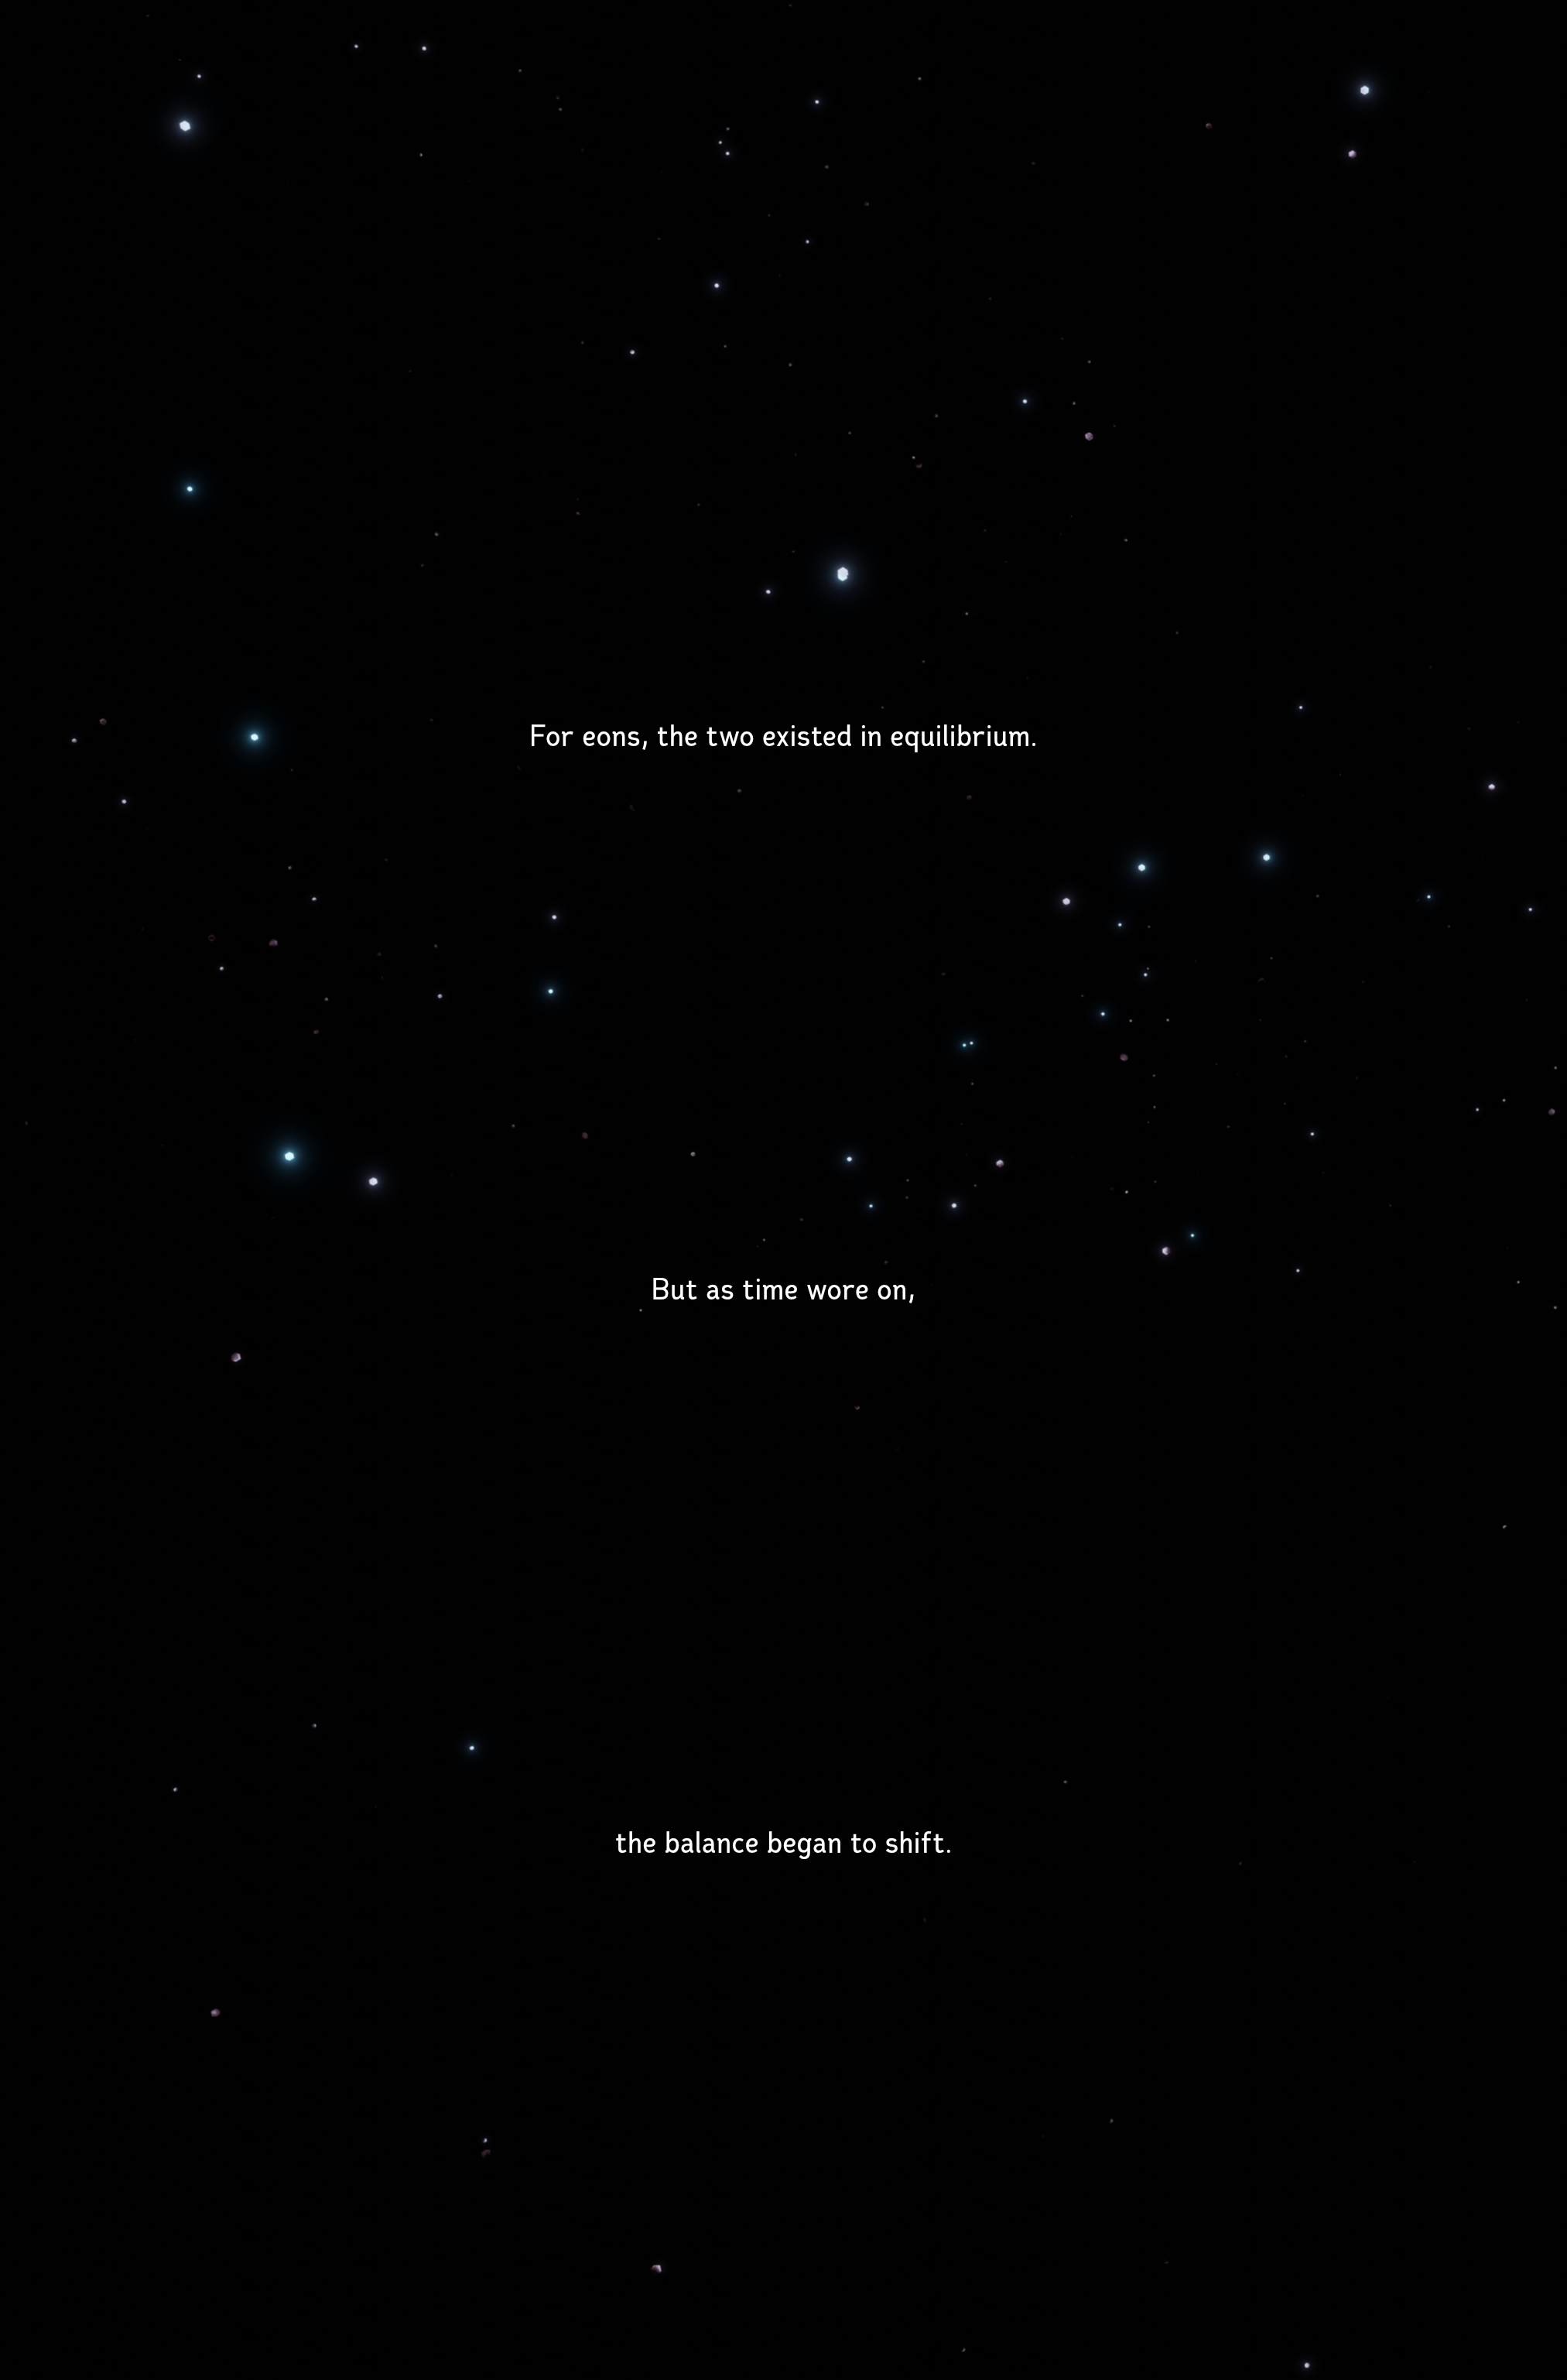 For eons, the two existed in equilibrium.
But as time wore on,
the balance began to shift.